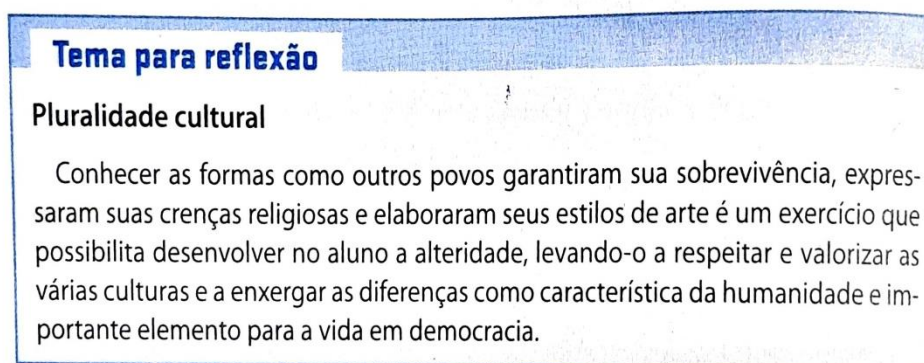 Tema para reflexão
Pluralidade cultural
Conhecer as formas como outros povos garantiram sua sobrevivência, expres-
saram suas crenças religiosas e elaboraram seus estilos de arte é um exercício que
possibilita desenvolver no aluno a alteridade, levando-o a respeitar e valorizar as
várias culturas e a enxergar as diferenças como característica da humanidade e im-
portante elemento para a vida em democracia.